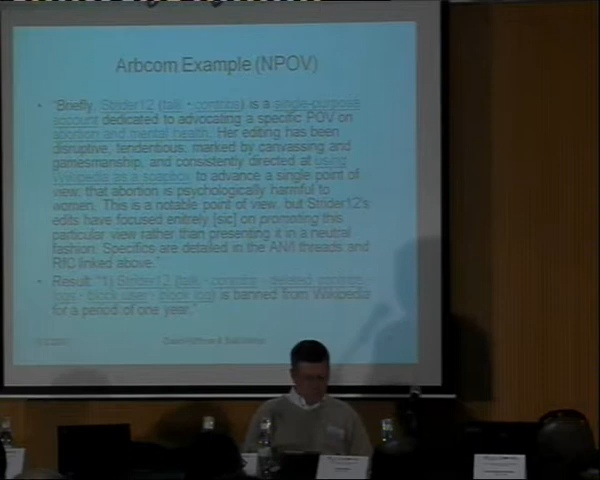 Arbcom Example (NPOV)
• "Briefly, Strider12 (talk · contribs) is a single-purpose
account dedicated to advocating a specific POV on
abortion and mental health. Her editing has been
disruptive, tendentious, marked by canvassing and
gamesmanship, and consistently directed at using
Wikipedia as a soapbox to advance a single point of
view: that abortion is psychologically harmful to
women. This is a notable point of view, but Strider12's
edits have focused entirely [sic] on promoting this
particular view rather than presenting it in a neutral
fashion. Specifics are detailed in the AN/I threads and
RfC linked above."
• Result: "1) Strider12 (talk · contribs · deleted contribs ·
logs · block user · block log) is banned from Wikipedia
for a period of one year."